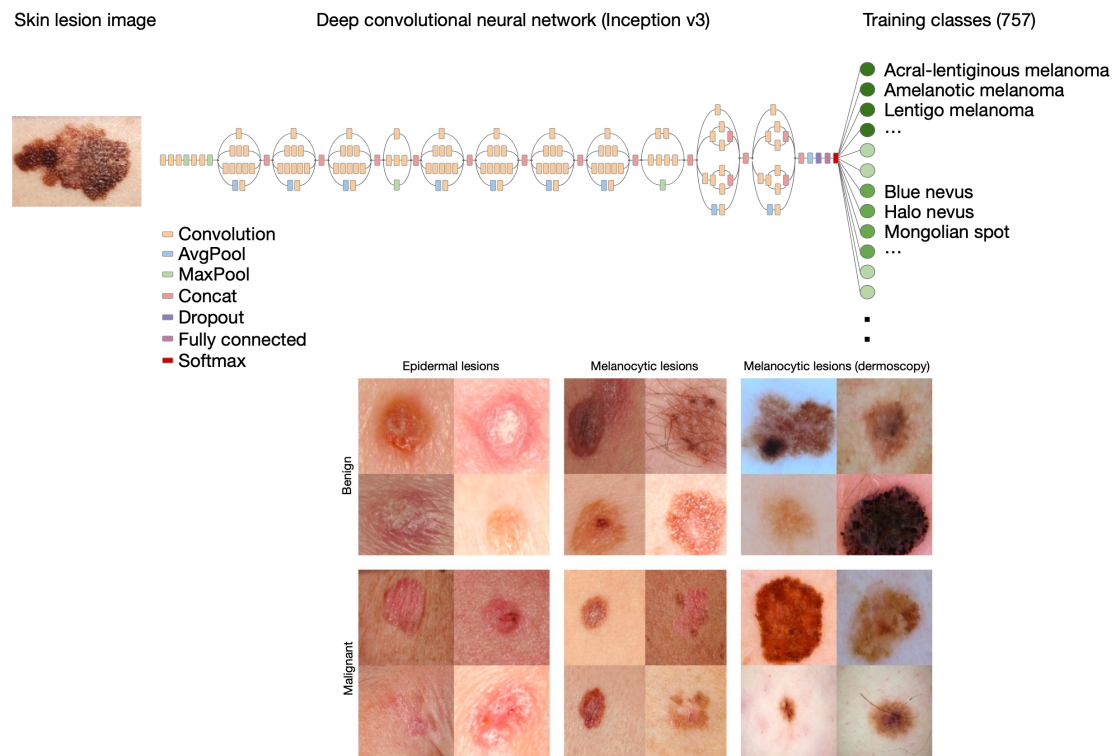 Skin lesion image
Deep convolutional neural network (Inception v3)
Training classes (757)
Acral-lentiginous melanoma
Amelanotic melanoma
Lentigo melanoma
...
Blue nevus
Halo nevus
Mongolian spot
...
Convolution
AvgPool
MaxPool
Concat
Dropout
Fully connected
Softmax
Epidermal lesions
Melanocytic lesions
Melanocytic lesions (dermoscopy)
Benign
Malignant